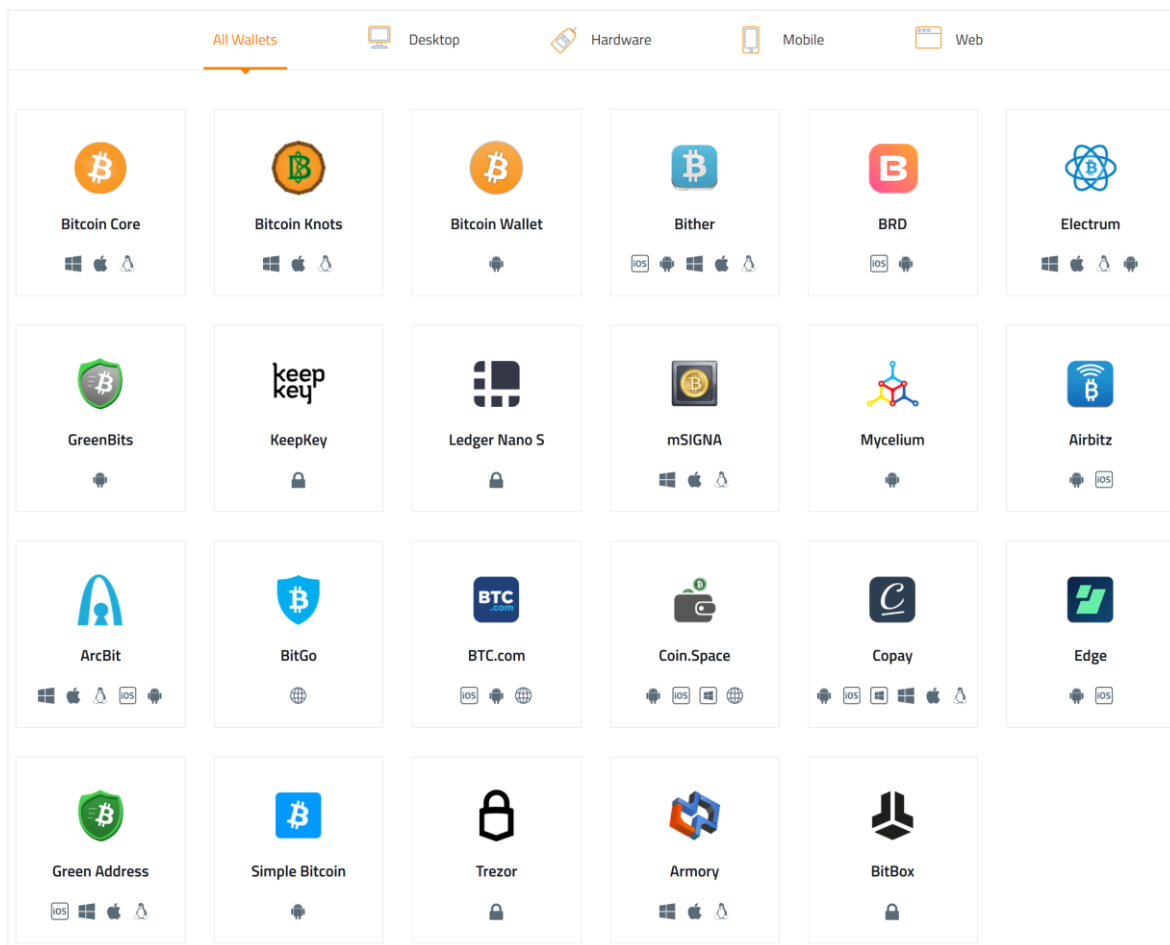 All Wallets Desktop Hardware Mobile Web
Bitcoin Core Bitcoin Knots Bitcoin Wallet Bither BRD Electrum
iOS iOS
keep
key
GreenBits KeepKey Ledger Nano S mSIGNA Mycelium Airbitz
iOS
BTC
.com
ArcBit BitGo BTC.com Coin.Space Copay Edge
iOS iOS iOS iOS iOS
Green Address Simple Bitcoin Trezor Armory BitBox
iOS